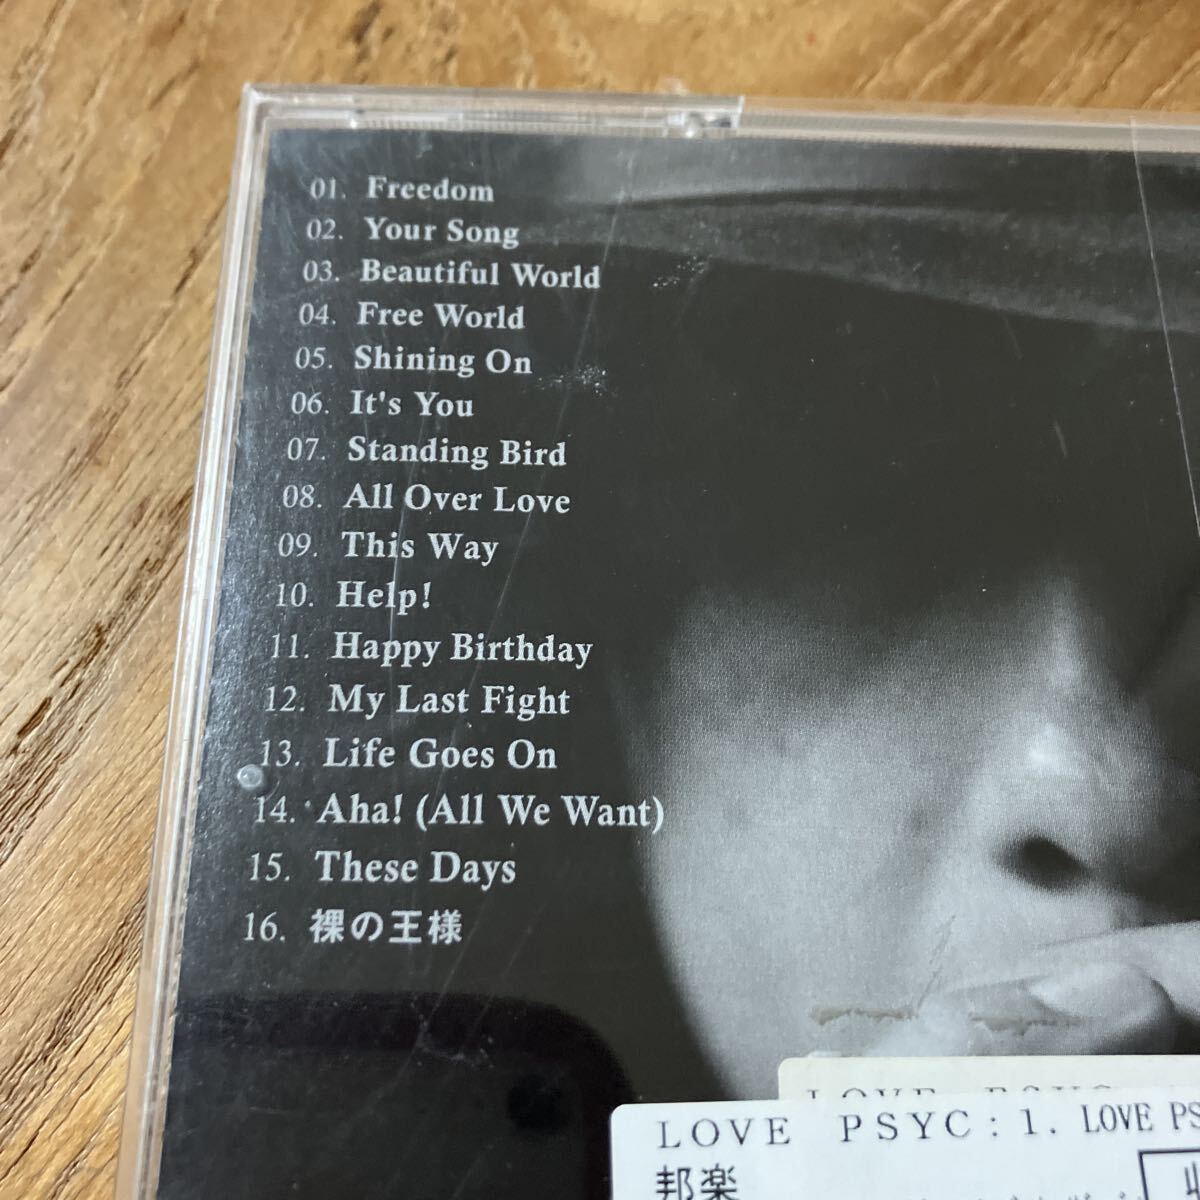 01. Freedom
02. Your Song
03. Beautiful World
04. Free World
05. Shining On
06. It's You
07. Standing Bird
08. All Over Love
09. This Way
10. Help!
11. Happy Birthday
12. My Last Fight
13. Life Goes On
14. Aha! (All We Want)
15. These Days
16. 裸の王様
LOVE PSYC:1. LOVE PS
邦楽